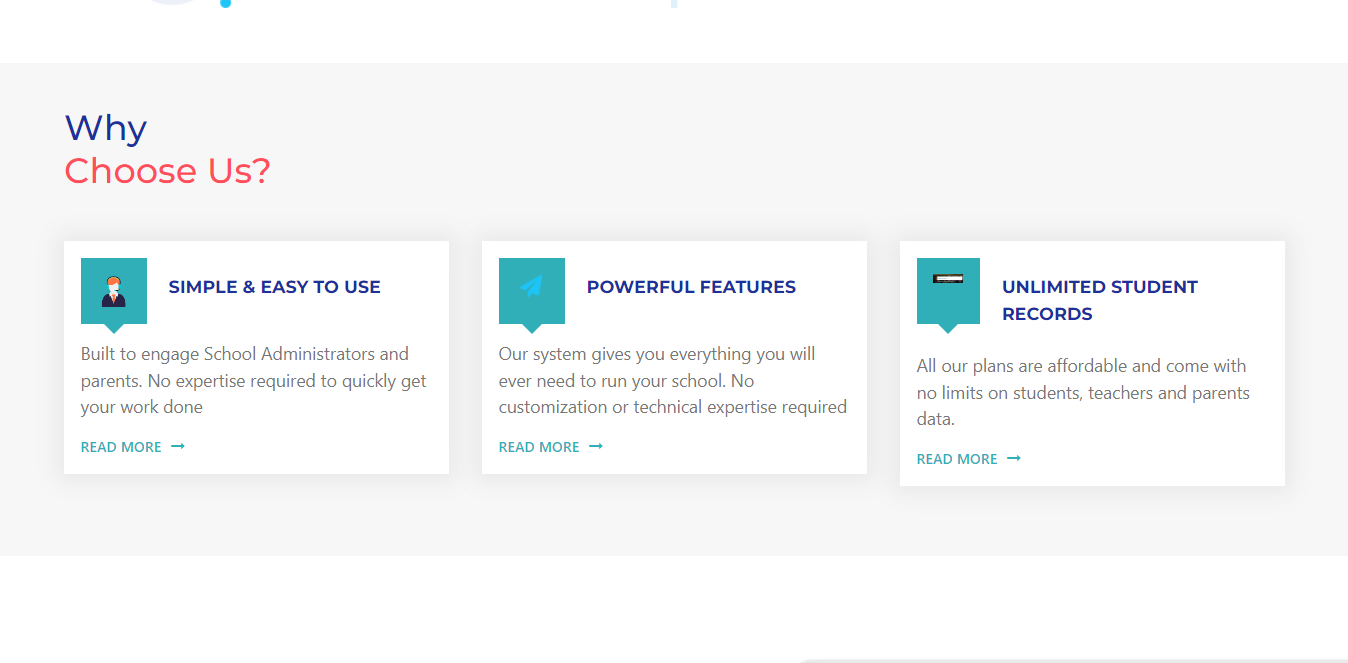 Why
Choose Us?
SIMPLE & EASY TO USE
Built to engage School Administrators and
parents. No expertise required to quickly get
your work done
READ MORE
POWERFUL FEATURES
Our system gives you everything you will
ever need to run your school. No
customization or technical expertise required
READ MORE
UNLIMITED STUDENT
RECORDS
All our plans are affordable and come with
no limits on students, teachers and parents
data.
READ MORE